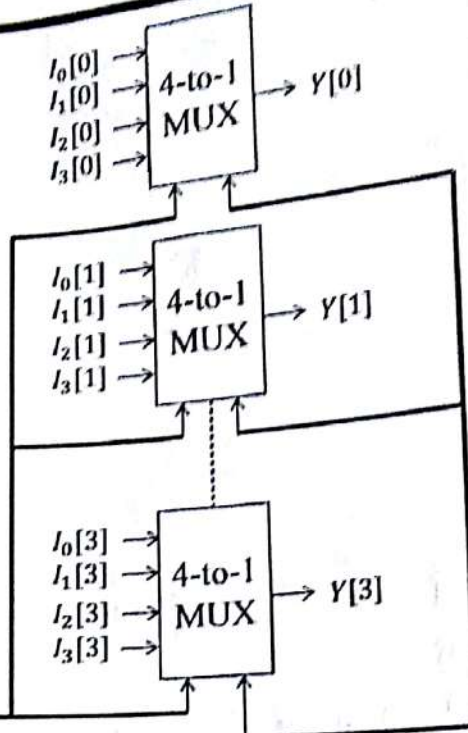 I₀[0]
I₁[0]
I₂[0]
I₃[0]
4-to-1
MUX
Y[0]
I₀[1]
I₁[1]
I₂[1]
I₃[1]
4-to-1
MUX
Y[1]
I₀[3]
I₁[3]
I₂[3]
I₃[3]
4-to-1
MUX
Y[3]